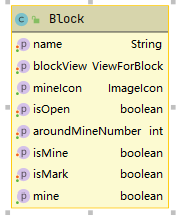 Block
name String
blockView ViewForBlock
mineIcon ImageIcon
isOpen boolean
aroundMineNumber int
isMine boolean
isMark boolean
mine boolean